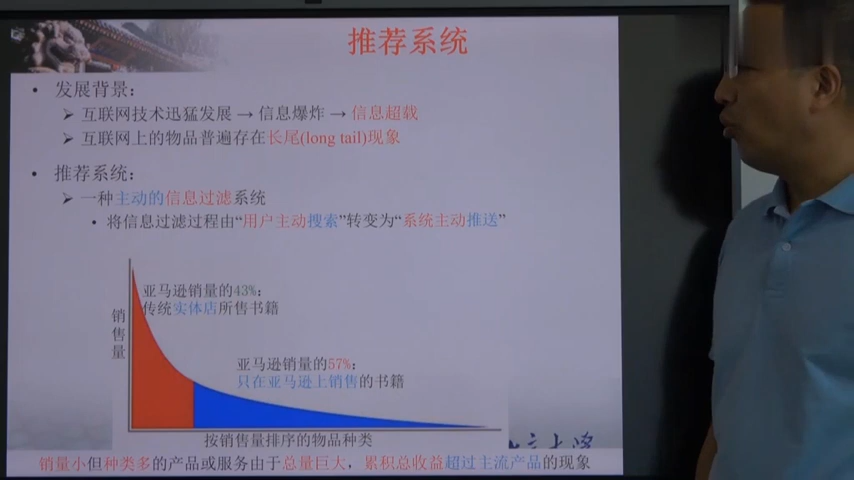 推荐系统
• 发展背景：
➢ 互联网技术迅猛发展 → 信息爆炸 → 信息超载
➢ 互联网上的物品普遍存在长尾(long tail)现象
• 推荐系统：
➢ 一种主动的信息过滤系统
• 将信息过滤过程由“用户主动搜索”转变为“系统主动推送”
亚马逊销量的43%：
传统实体店所售书籍
销售量
亚马逊销量的57%：
只在亚马逊上销售的书籍
按销售量排序的物品种类
销量小但种类多的产品或服务由于总量巨大，累积总收益超过主流产品的现象